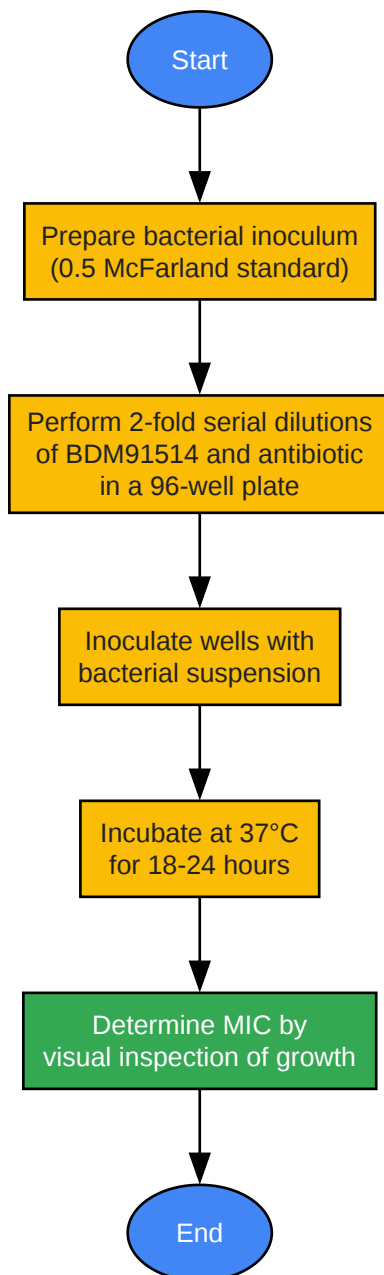 Start
Prepare bacterial inoculum
(0.5 McFarland standard)
Perform 2-fold serial dilutions
of BDM91514 and antibiotic
in a 96-well plate
Inoculate wells with
bacterial suspension
Incubate at 37°C
for 18-24 hours
Determine MIC by
visual inspection of growth
End